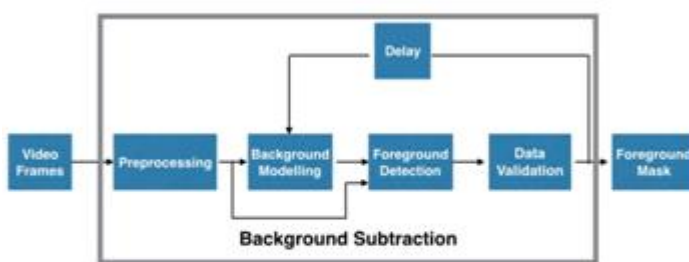 Delay
Video
Frames
Preprocessing
Background
Modelling
Foreground
Detection
Data
Validation
Foreground
Mask
Background Subtraction